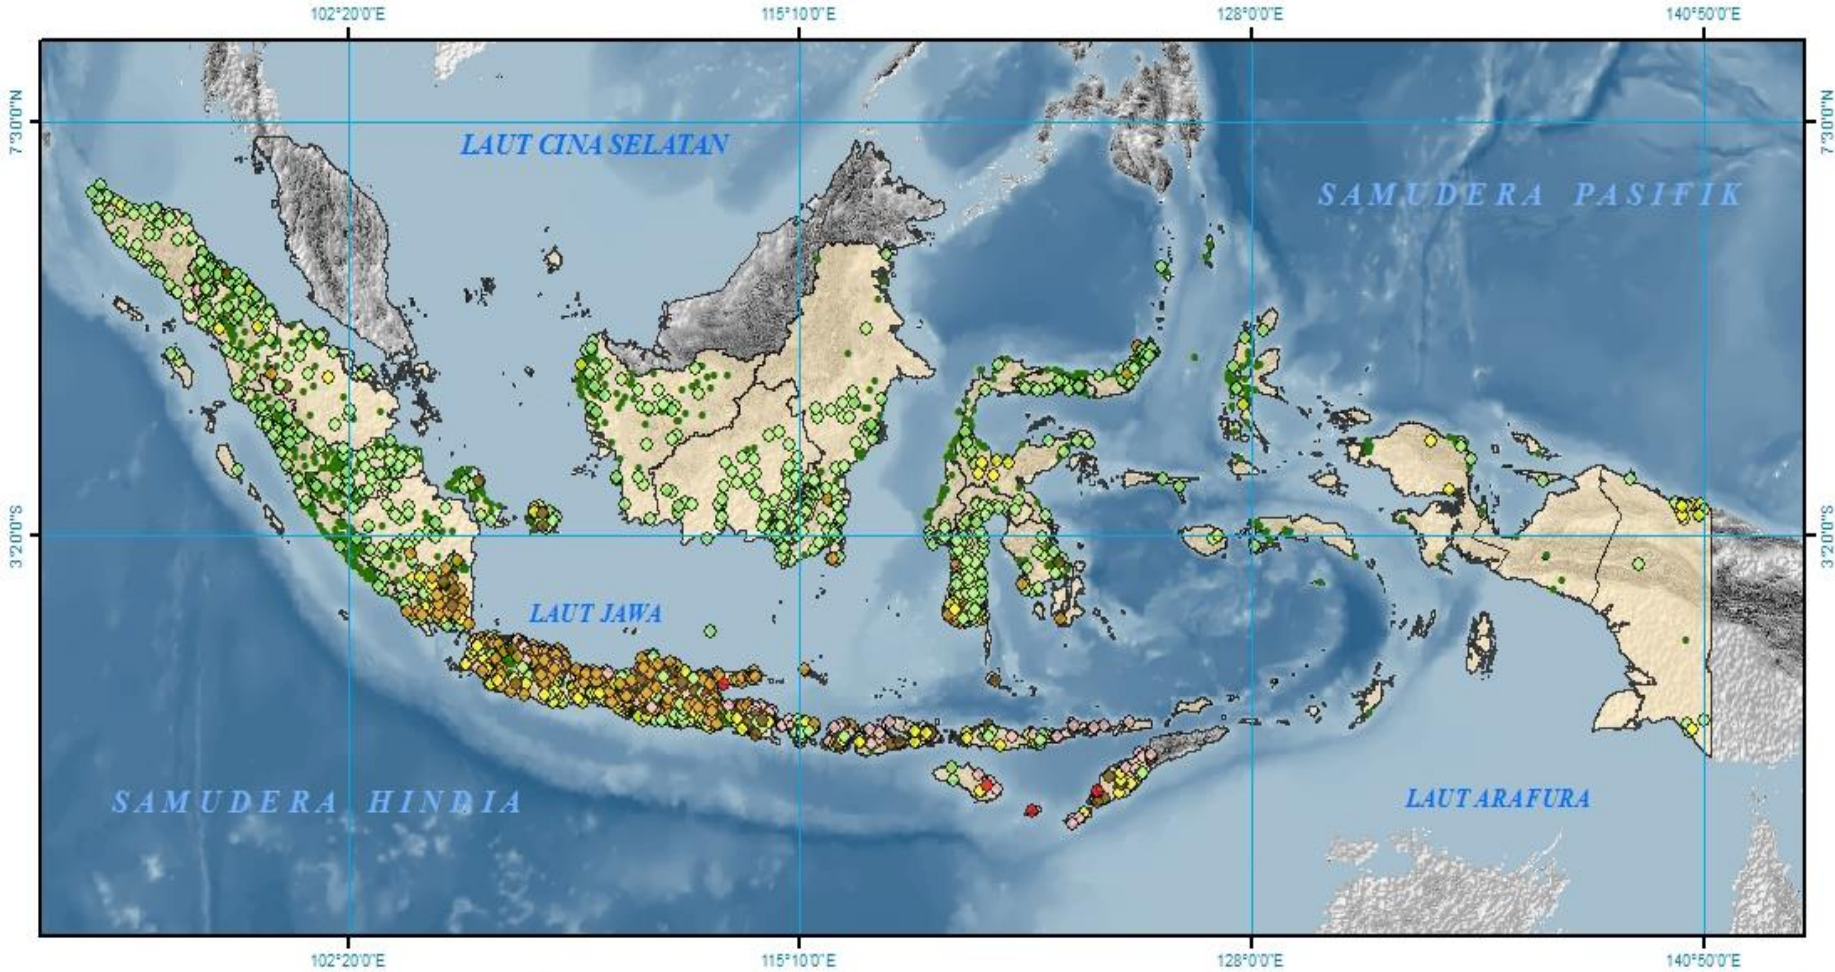 102°20'0"E 115°10'0"E 128°0'0"E 140°50'0"E
7°30'0"N 7°30'0"N
LAUT CINA SELATAN
SAMUDERA PASIFIK
3°20'0"S 3°20'0"S
LAUT JAWA
SAMUDERA HINDIA
LAUT ARAFURA
102°20'0"E 115°10'0"E 128°0'0"E 140°50'0"E